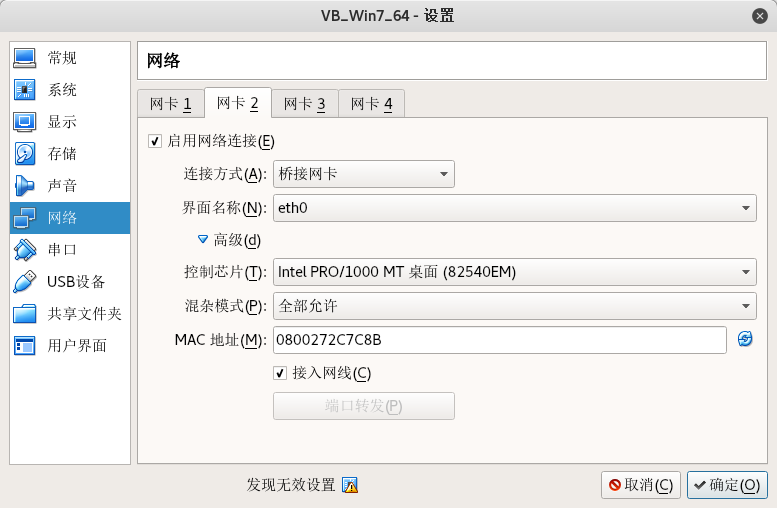 VB_Win7_64 - 设置
常规
系统
显示
存储
声音
网络
串口
USB设备
共享文件夹
用户界面
网络
网卡 1 网卡 2 网卡 3 网卡 4
启用网络连接(E)
连接方式(A): 桥接网卡
界面名称(N): eth0
高级(d)
控制芯片(T): Intel PRO/1000 MT 桌面 (82540EM)
混杂模式(P): 全部允许
MAC 地址(M): 0800272C7C8B
接入网线(C)
端口转发(P)
发现无效设置 取消(C) 确定(O)